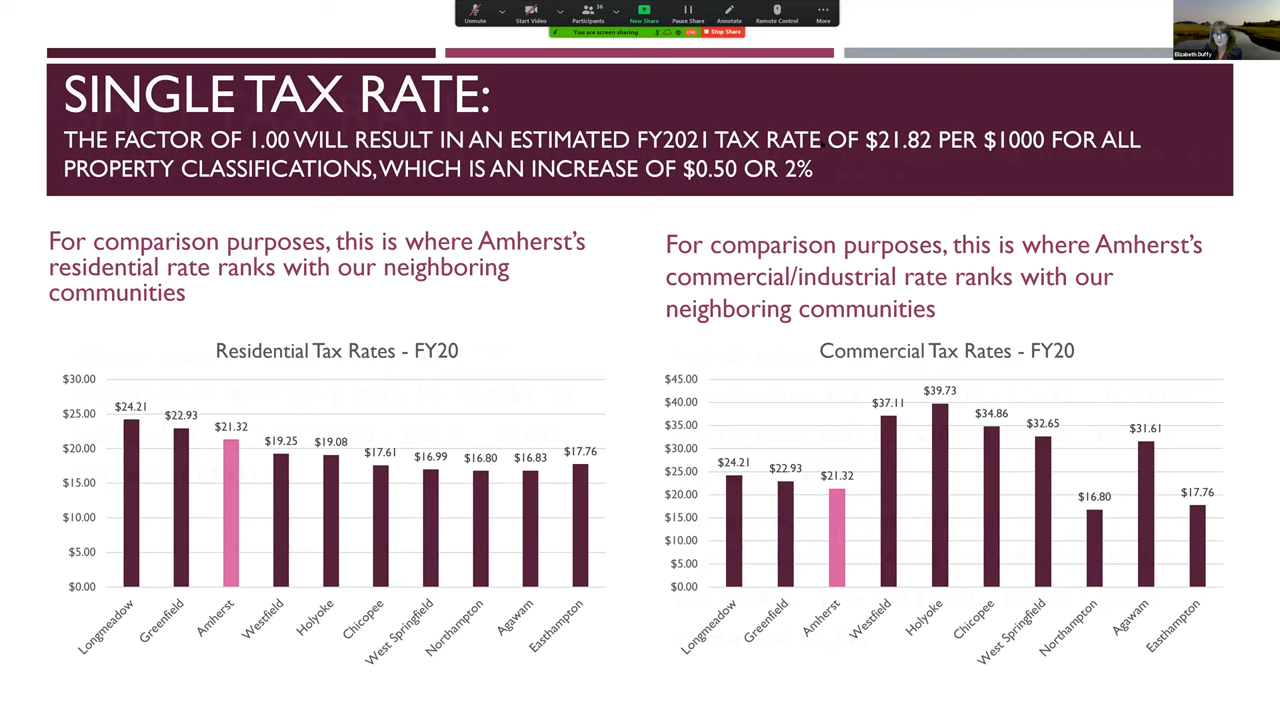 Unmute
Start Video
Participants
36
New Share
Pause Share
Annotate
Remote Control
More
You are screen sharing
LIVE
Stop Share
Elizabeth Duffy
SINGLE TAX RATE:
THE FACTOR OF 1.00 WILL RESULT IN AN ESTIMATED FY2021 TAX RATE OF $21.82 PER $1000 FOR ALL
PROPERTY CLASSIFICATIONS, WHICH IS AN INCREASE OF $0.50 OR 2%
For comparison purposes, this is where Amherst's
residential rate ranks with our neighboring
communities
Residential Tax Rates - FY20
$30.00
$25.00
$20.00
$15.00
$10.00
$5.00
$0.00
$24.21
$22.93
$21.32
$19.25
$19.08
$17.61
$16.99
$16.80
$16.83
$17.76
Longmeadow
Greenfield
Amherst
Westfield
Holyoke
Chicopee
West Springfield
Northampton
Agawam
Easthampton
For comparison purposes, this is where Amherst's
commercial/industrial rate ranks with our
neighboring communities
Commercial Tax Rates - FY20
$45.00
$40.00
$35.00
$30.00
$25.00
$20.00
$15.00
$10.00
$5.00
$0.00
$24.21
$22.93
$21.32
$37.11
$39.73
$34.86
$32.65
$16.80
$31.61
$17.76
Longmeadow
Greenfield
Amherst
Westfield
Holyoke
Chicopee
West Springfield
Northampton
Agawam
Easthampton